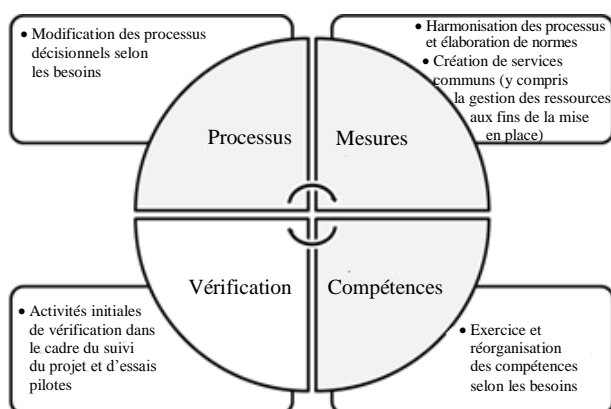 • Modification des processus
décisionnels selon
les besoins
• Harmonisation des processus
et élaboration de normes
• Création de services
communs (y compris
la gestion des ressources
aux fins de la mise
en place)
Processus
Mesures
Vérification
Compétences
• Activités initiales
de vérification dans
le cadre du suivi
du projet et d'essais
pilotes
• Exercice et
réorganisation
des compétences
selon les besoins